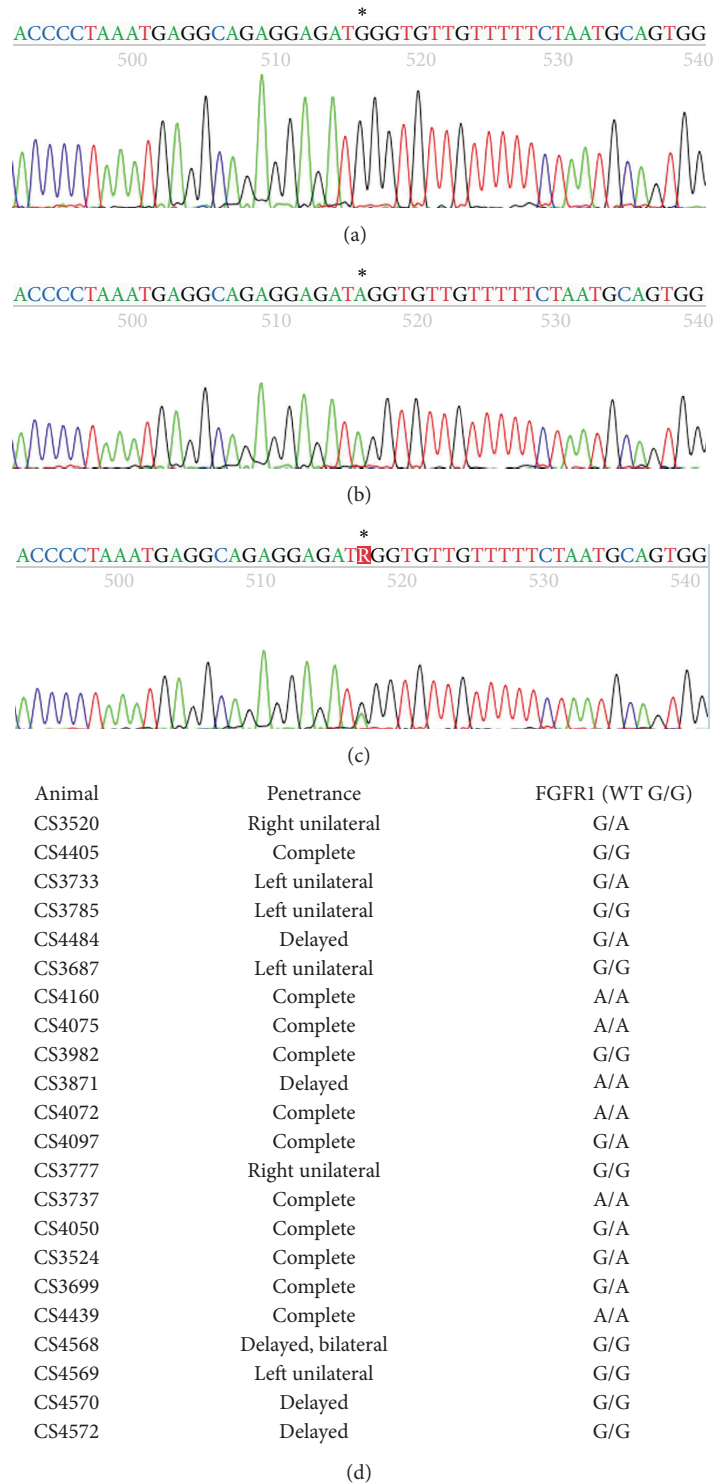 *
ACCCCTAAATGAGGCAGAGGAGATGGGTGTTGTTTTTCTAATGCAGTGG
500 510 520 530 540
(a)
*
ACCCCTAAATGAGGCAGAGGAGATAGGTGTTGTTTTTCTAATGCAGTGG
500 510 520 530 540
(b)
*
ACCCCTAAATGAGGCAGAGGAGATRGGTGTTGTTTTTCTAATGCAGTGG
500 510 520 530 540
(c)
Animal Penetrance FGFR1 (WT G/G)
CS3520 Right unilateral G/A
CS4405 Complete G/G
CS3733 Left unilateral G/A
CS3785 Left unilateral G/G
CS4484 Delayed G/A
CS3687 Left unilateral G/G
CS4160 Complete A/A
CS4075 Complete A/A
CS3982 Complete G/G
CS3871 Delayed A/A
CS4072 Complete A/A
CS4097 Complete G/A
CS3777 Right unilateral G/G
CS3737 Complete A/A
CS4050 Complete G/A
CS3524 Complete G/A
CS3699 Complete G/A
CS4439 Complete A/A
CS4568 Delayed, bilateral G/G
CS4569 Left unilateral G/G
CS4570 Delayed G/G
CS4572 Delayed G/G
(d)